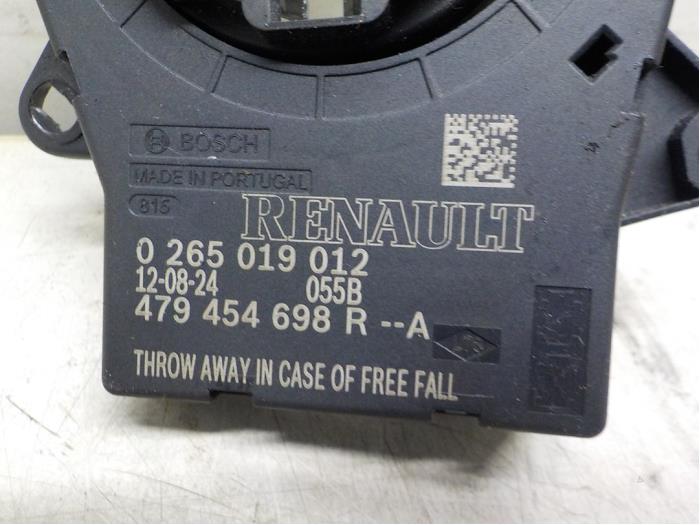 BOSCH
MADE IN PORTUGAL
815
RENAULT
0 265 019 012
12-08-24 055B
479 454 698 R --A
THROW AWAY IN CASE OF FREE FALL